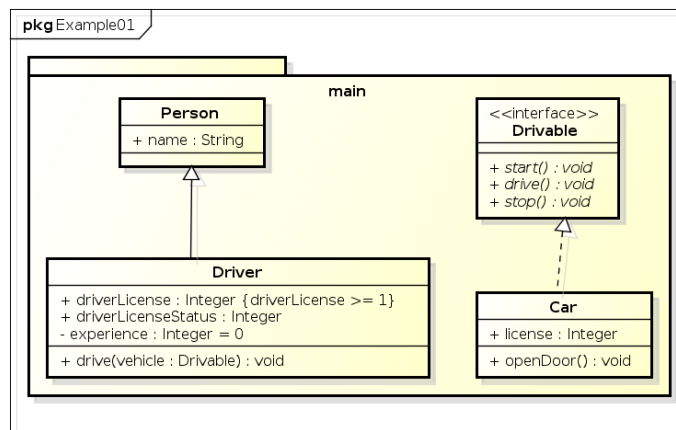 pkg Example01
main
Person
+ name : String
<<interface>>
Drivable
+ start() : void
+ drive() : void
+ stop() : void
Driver
+ driverLicense : Integer {driverLicense >= 1}
+ driverLicenseStatus : Integer
- experience : Integer = 0
+ drive(vehicle : Drivable) : void
Car
+ license : Integer
+ openDoor() : void